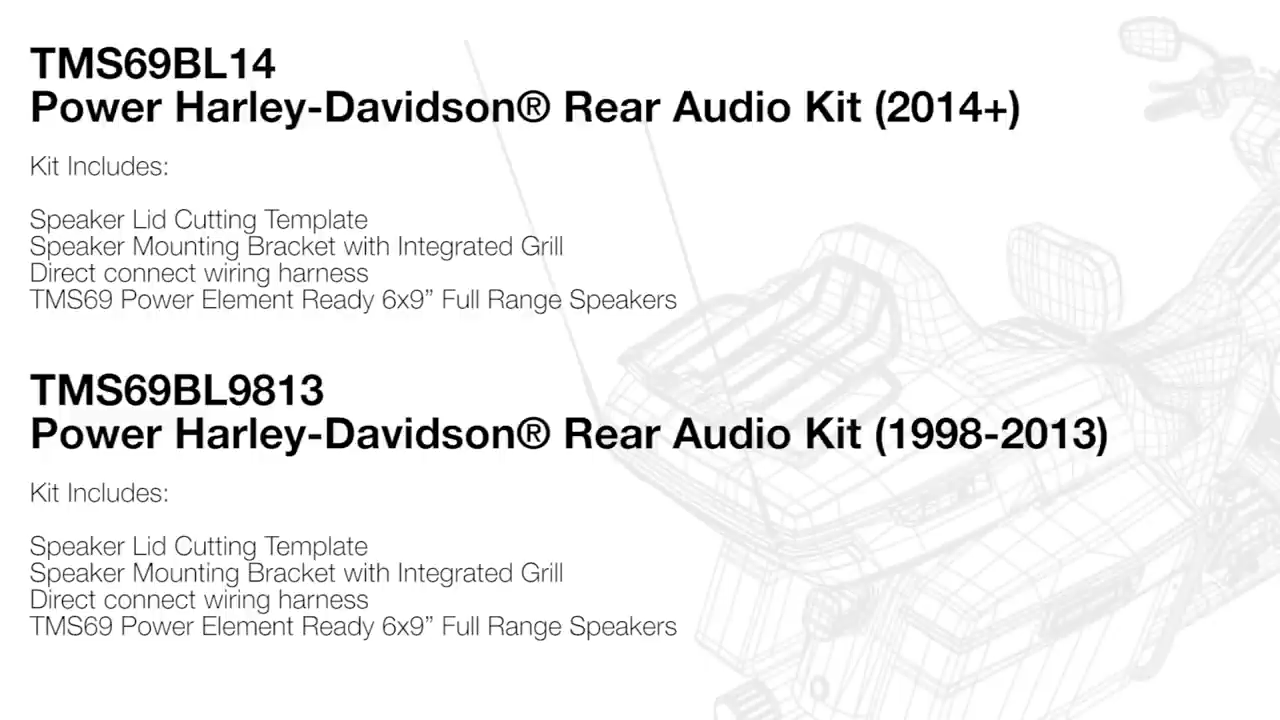 TMS69BL14
Power Harley-Davidson® Rear Audio Kit (2014+)
Kit Includes:
Speaker Lid Cutting Template
Speaker Mounting Bracket with Integrated Grill
Direct connect wiring harness
TMS69 Power Element Ready 6x9” Full Range Speakers
TMS69BL9813
Power Harley-Davidson® Rear Audio Kit (1998-2013)
Kit Includes:
Speaker Lid Cutting Template
Speaker Mounting Bracket with Integrated Grill
Direct connect wiring harness
TMS69 Power Element Ready 6x9” Full Range Speakers